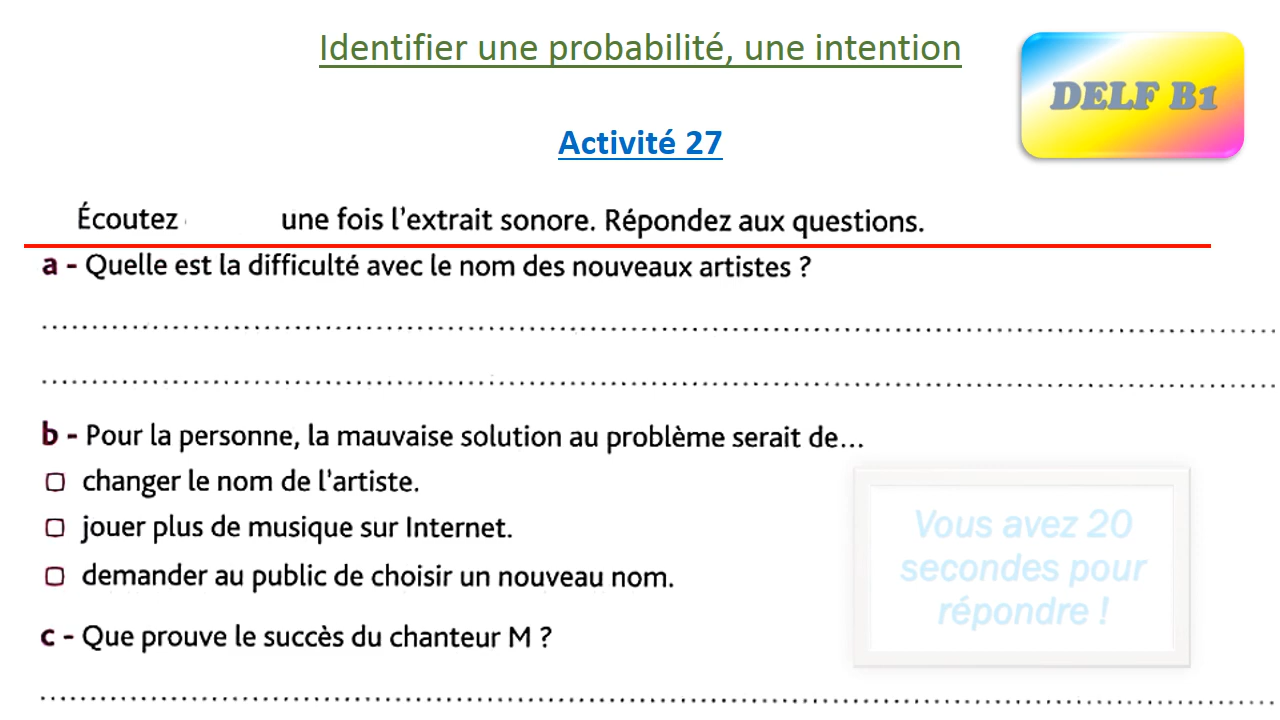 Identifier une probabilité, une intention
DELF B1
Activité 27
Écoutez une fois l'extrait sonore. Répondez aux questions.
a - Quelle est la difficulté avec le nom des nouveaux artistes ?
b - Pour la personne, la mauvaise solution au problème serait de...
changer le nom de l'artiste.
jouer plus de musique sur Internet.
demander au public de choisir un nouveau nom.
Vous avez 20
secondes pour
répondre !
c - Que prouve le succès du chanteur M ?